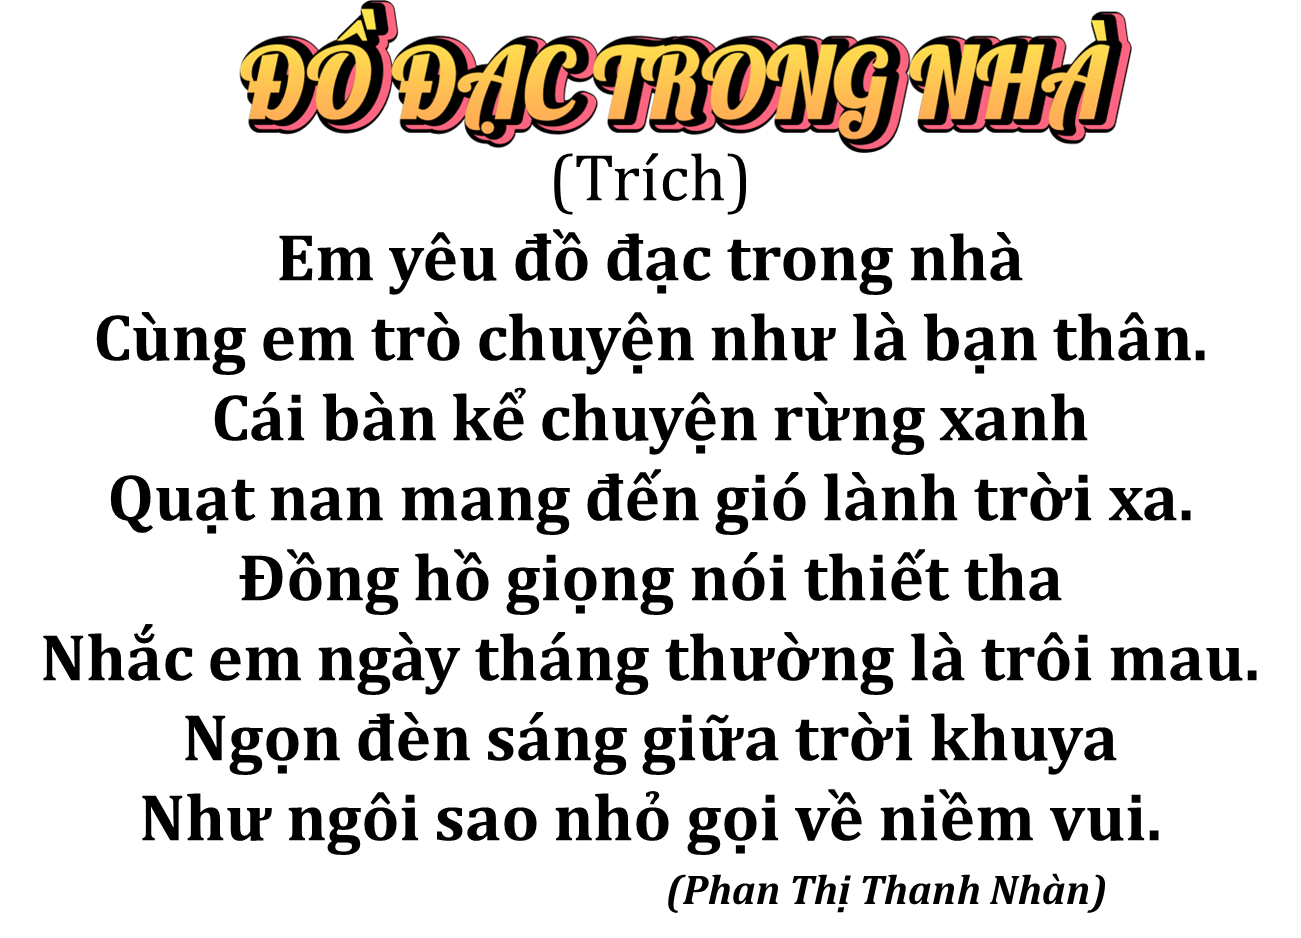 ĐỒ ĐẠC TRONG NHÀ
(Trích)
Em yêu đồ đạc trong nhà
Cùng em trò chuyện như là bạn thân.
Cái bàn kể chuyện rừng xanh
Quạt nan mang đến gió lành trời xa.
Đồng hồ giọng nói thiết tha
Nhắc em ngày tháng thường là trôi mau.
Ngọn đèn sáng giữa trời khuya
Như ngôi sao nhỏ gọi về niềm vui.
(Phan Thị Thanh Nhàn)